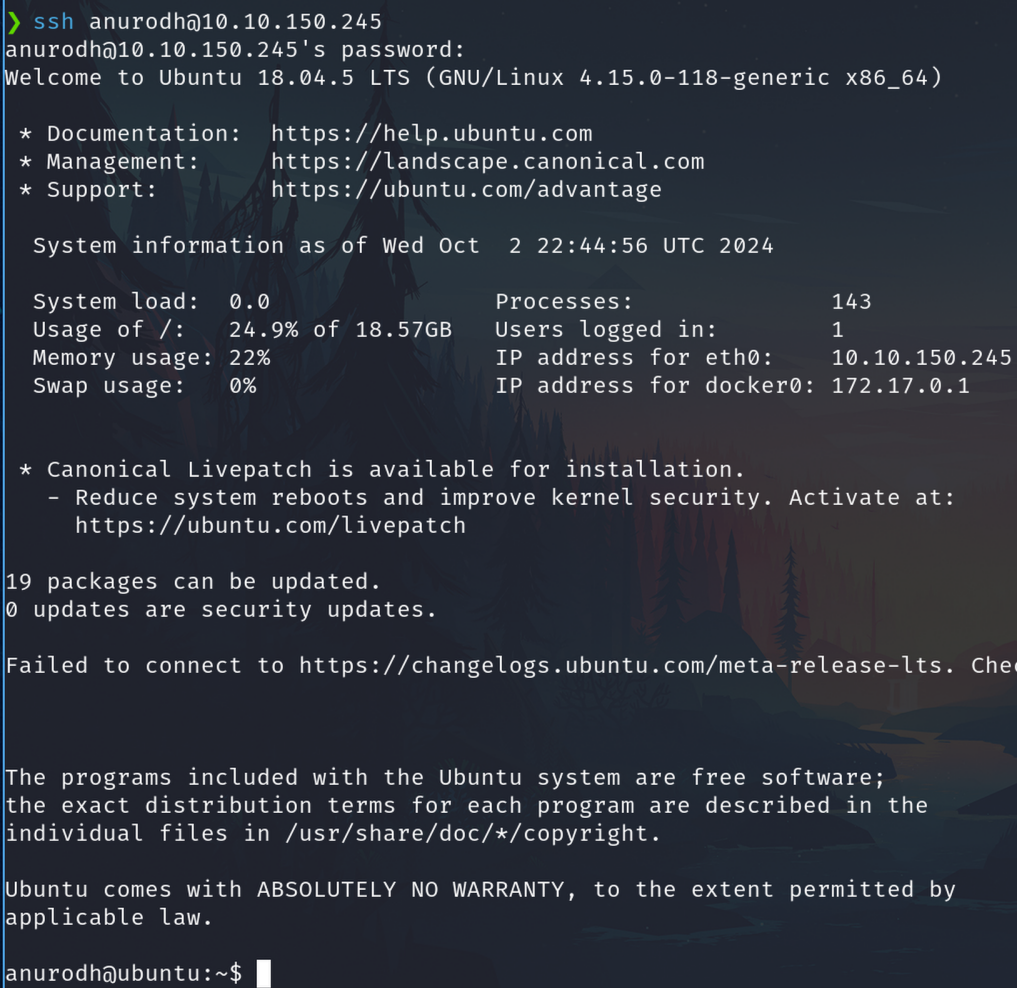 ❯ ssh anurodh@10.10.150.245
anurodh@10.10.150.245's password:
Welcome to Ubuntu 18.04.5 LTS (GNU/Linux 4.15.0-118-generic x86_64)
* Documentation:  https://help.ubuntu.com
* Management:     https://landscape.canonical.com
* Support:        https://ubuntu.com/advantage
System information as of Wed Oct  2 22:44:56 UTC 2024
System load:  0.0                Processes:              143
Usage of /:   24.9% of 18.57GB   Users logged in:        1
Memory usage: 22%                IP address for eth0:    10.10.150.245
Swap usage:   0%                 IP address for docker0: 172.17.0.1
* Canonical Livepatch is available for installation.
- Reduce system reboots and improve kernel security. Activate at:
https://ubuntu.com/livepatch
19 packages can be updated.
0 updates are security updates.
Failed to connect to https://changelogs.ubuntu.com/meta-release-lts.
The programs included with the Ubuntu system are free software;
the exact distribution terms for each program are described in the
individual files in /usr/share/doc/*/copyright.
Ubuntu comes with ABSOLUTELY NO WARRANTY, to the extent permitted by
applicable law.
anurodh@ubuntu:~$